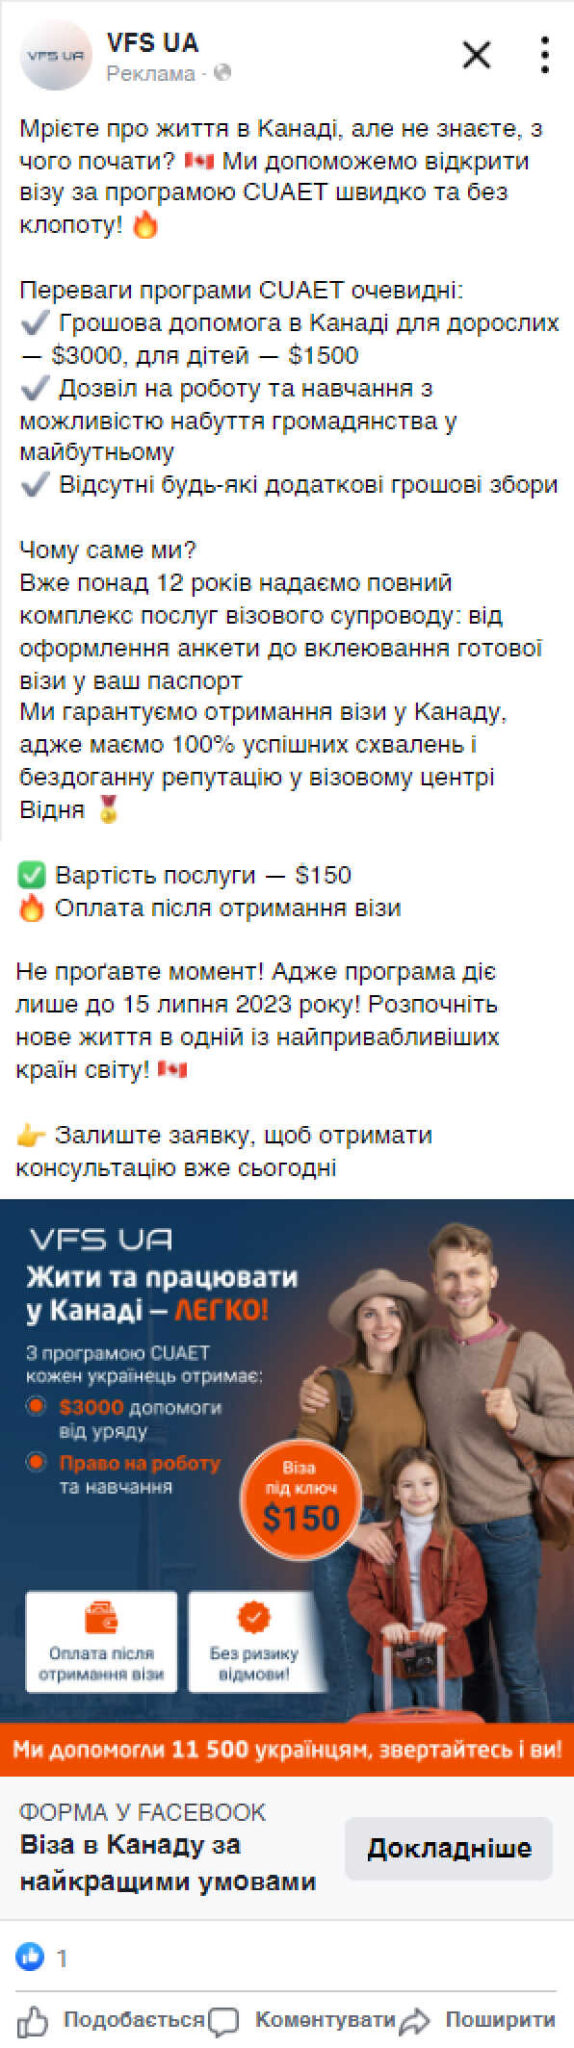 VFS UA
VFS UA
Реклама ·
Мрієте про життя в Канаді, але не знаєте, з
чого почати? 🇨🇦 Ми допоможемо відкрити
візу за програмою CUAET швидко та без
клопоту! 🔥
Переваги програми CUAET очевидні:
✔️ Грошова допомога в Канаді для дорослих
— $3000, для дітей — $1500
✔️ Дозвіл на роботу та навчання з
можливістю набуття громадянства у
майбутньому
✔️ Відсутні будь-які додаткові грошові збори
Чому саме ми?
Вже понад 12 років надаємо повний
комплекс послуг візового супроводу: від
оформлення анкети до вклеювання готової
візи у ваш паспорт
Ми гарантуємо отримання візи у Канаду,
адже маємо 100% успішних схвалень і
бездоганну репутацію у візовому центрі
Відня 🏅
✅ Вартість послуги — $150
🔥 Оплата після отримання візи
Не проґавте момент! Адже програма діє
лише до 15 липня 2023 року! Розпочніть
нове життя в одній із найпривабливіших
країн світу! 🇨🇦
👉 Залиште заявку, щоб отримати
консультацію вже сьогодні
VFS UA
Жити та працювати
у Канаді – ЛЕГКО!
З програмою CUAET
кожен українець отримає:
$3000 допомоги
від уряду
Право на роботу
та навчання
Віза
під ключ
$150
Оплата після
отримання візи
Без ризику
відмови!
Ми допомогли 11 500 українцям, звертайтесь і ви!
ФОРМА У FACEBOOK
Віза в Канаду за
найкращими умовами
Докладніше
1
Подобається
Коментувати
Поширити